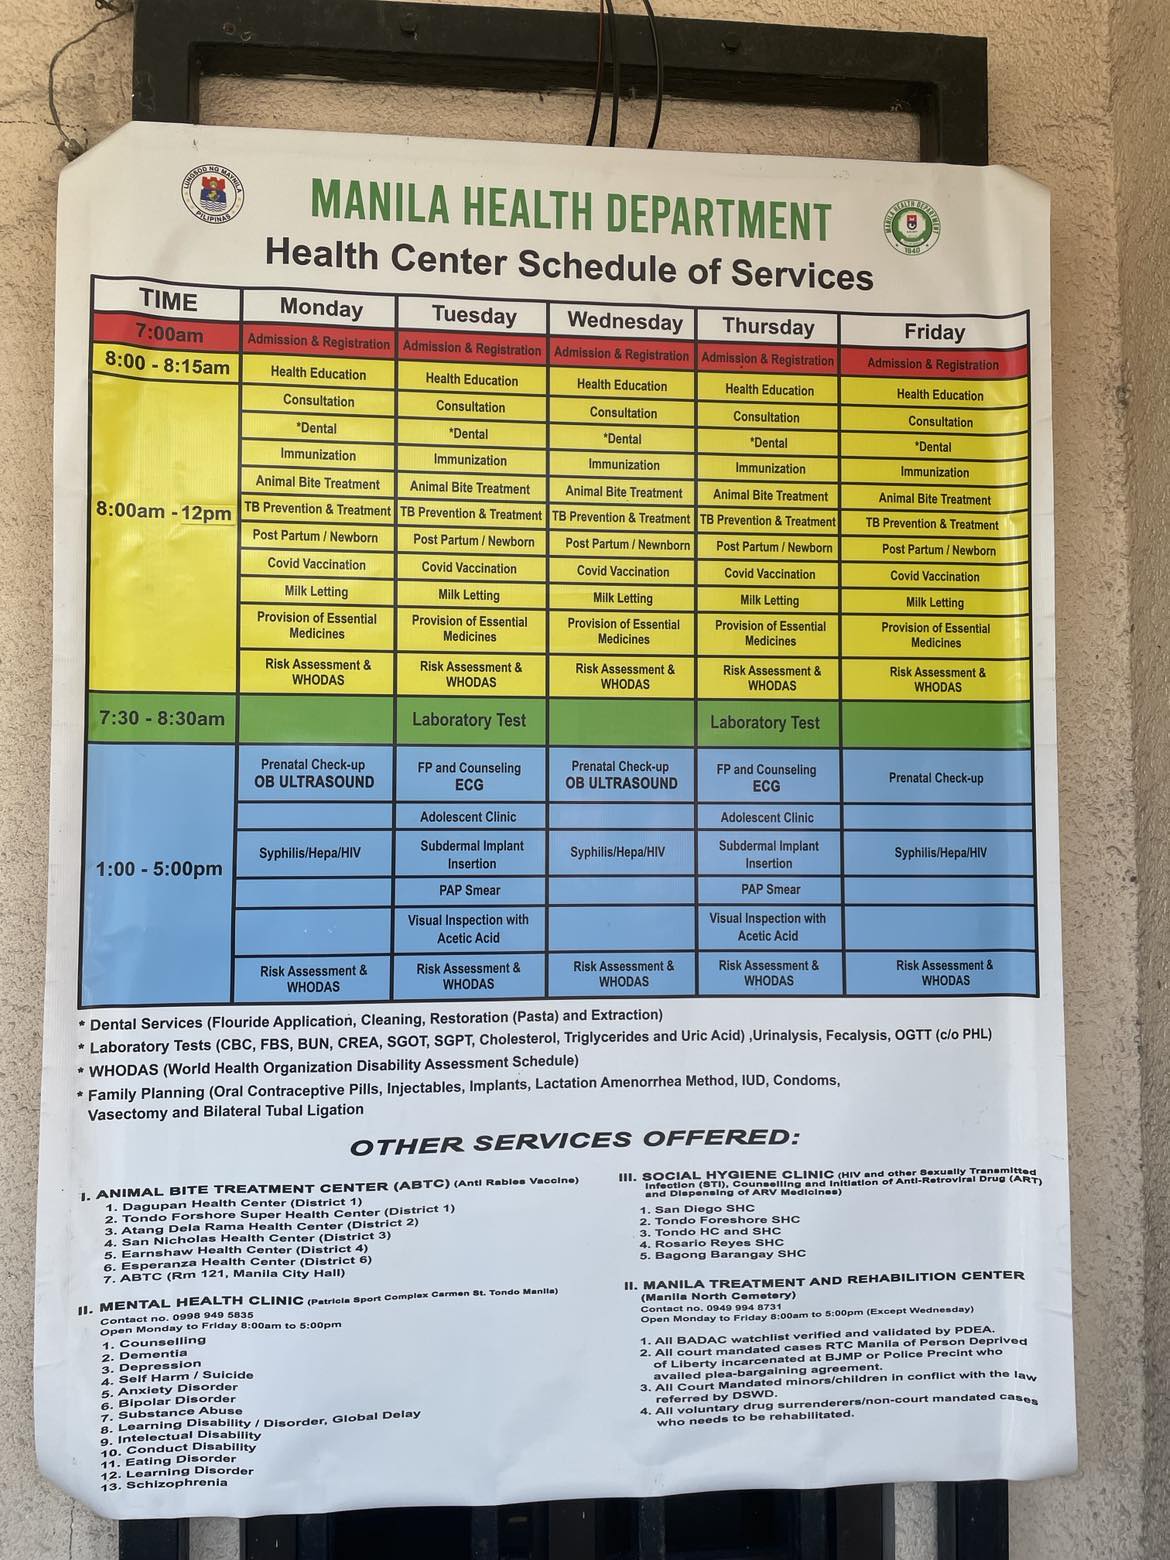 LUNGSOD NG MAYNILA
PILIPINAS
MANILA HEALTH DEPARTMENT
MANILA HEALTH DEPARTMENT
1840
Health Center Schedule of Services
TIME Monday Tuesday Wednesday Thursday Friday
7:00am Admission & Registration Admission & Registration Admission & Registration Admission & Registration Admission & Registration
8:00 - 8:15am Health Education Health Education Health Education Health Education Health Education
Consultation Consultation Consultation Consultation Consultation
*Dental *Dental *Dental *Dental *Dental
Immunization Immunization Immunization Immunization Immunization
Animal Bite Treatment Animal Bite Treatment Animal Bite Treatment Animal Bite Treatment Animal Bite Treatment
8:00am - 12pm TB Prevention & Treatment TB Prevention & Treatment TB Prevention & Treatment TB Prevention & Treatment TB Prevention & Treatment
Post Partum / Newborn Post Partum / Newborn Post Partum / Newnborn Post Partum / Newborn Post Partum / Newborn
Covid Vaccination Covid Vaccination Covid Vaccination Covid Vaccination Covid Vaccination
Milk Letting Milk Letting Milk Letting Milk Letting Milk Letting
Provision of Essential Provision of Essential Provision of Essential Provision of Essential Provision of Essential
Medicines Medicines Medicines Medicines Medicines
Risk Assessment & Risk Assessment & Risk Assessment & Risk Assessment & Risk Assessment &
WHODAS WHODAS WHODAS WHODAS WHODAS
7:30 - 8:30am Laboratory Test Laboratory Test
Prenatal Check-up FP and Counseling Prenatal Check-up FP and Counseling Prenatal Check-up
OB ULTRASOUND ECG OB ULTRASOUND ECG
Adolescent Clinic Adolescent Clinic
1:00 - 5:00pm Syphilis/Hepa/HIV Subdermal Implant Syphilis/Hepa/HIV Subdermal Implant Syphilis/Hepa/HIV
Insertion Insertion
PAP Smear PAP Smear
Visual Inspection with Visual Inspection with
Acetic Acid Acetic Acid
Risk Assessment & Risk Assessment & Risk Assessment & Risk Assessment & Risk Assessment &
WHODAS WHODAS WHODAS WHODAS WHODAS
* Dental Services (Flouride Application, Cleaning, Restoration (Pasta) and Extraction)
* Laboratory Tests (CBC, FBS, BUN, CREA, SGOT, SGPT, Cholesterol, Triglycerides and Uric Acid) ,Urinalysis, Fecalysis, OGTT (c/o PHL)
* WHODAS (World Health Organization Disability Assessment Schedule)
* Family Planning (Oral Contraceptive Pills, Injectables, Implants, Lactation Amenorrhea Method, IUD, Condoms,
Vasectomy and Bilateral Tubal Ligation
OTHER SERVICES OFFERED:
I. ANIMAL BITE TREATMENT CENTER (ABTC) (Anti Rabies Vaccine)
1. Dagupan Health Center (District 1)
2. Tondo Forshore Super Health Center (District 1)
3. Atang Dela Rama Health Center (District 2)
4. San Nicholas Health Center (District 3)
5. Earnshaw Health Center (District 4)
6. Esperanza Health Center (District 6)
7. ABTC (Rm 121, Manila City Hall)
II. MENTAL HEALTH CLINIC (Patricia Sport Complex Carmen St. Tondo Manila)
Contact no. 0998 949 5835
Open Monday to Friday 8:00am to 5:00pm
1. Counselling
2. Dementia
3. Depression
4. Self Harm / Suicide
5. Anxiety Disorder
6. Bipolar Disorder
7. Substance Abuse
8. Learning Disability / Disorder, Global Delay
9. Intelectual Disability
10. Conduct Disability
11. Eating Disorder
12. Learning Disorder
13. Schizophrenia
III. SOCIAL HYGIENE CLINIC (HIV and other Sexually Transmitted
Infection (STI), Counselling and Initiation of Anti-Retroviral Drug (ART)
and Dispensing of ARV Medicines)
1. San Diego SHC
2. Tondo Foreshore SHC
3. Tondo HC and SHC
4. Rosario Reyes SHC
5. Bagong Barangay SHC
II. MANILA TREATMENT AND REHABILITION CENTER
(Manila North Cemetery)
Contact no. 0949 994 8731
Open Monday to Friday 8:00am to 5:00pm (Except Wednesday)
1. All BADAC watchlist verified and validated by PDEA.
2. All court mandated cases RTC Manila of Person Deprived
of Liberty incarcenated at BJMP or Police Precint who
availed plea-bargaining agreement.
3. All Court Mandated minors/children in conflict with the law
referred by DSWD.
4. All voluntary drug surrenderers/non-court mandated cases
who needs to be rehabilitated.